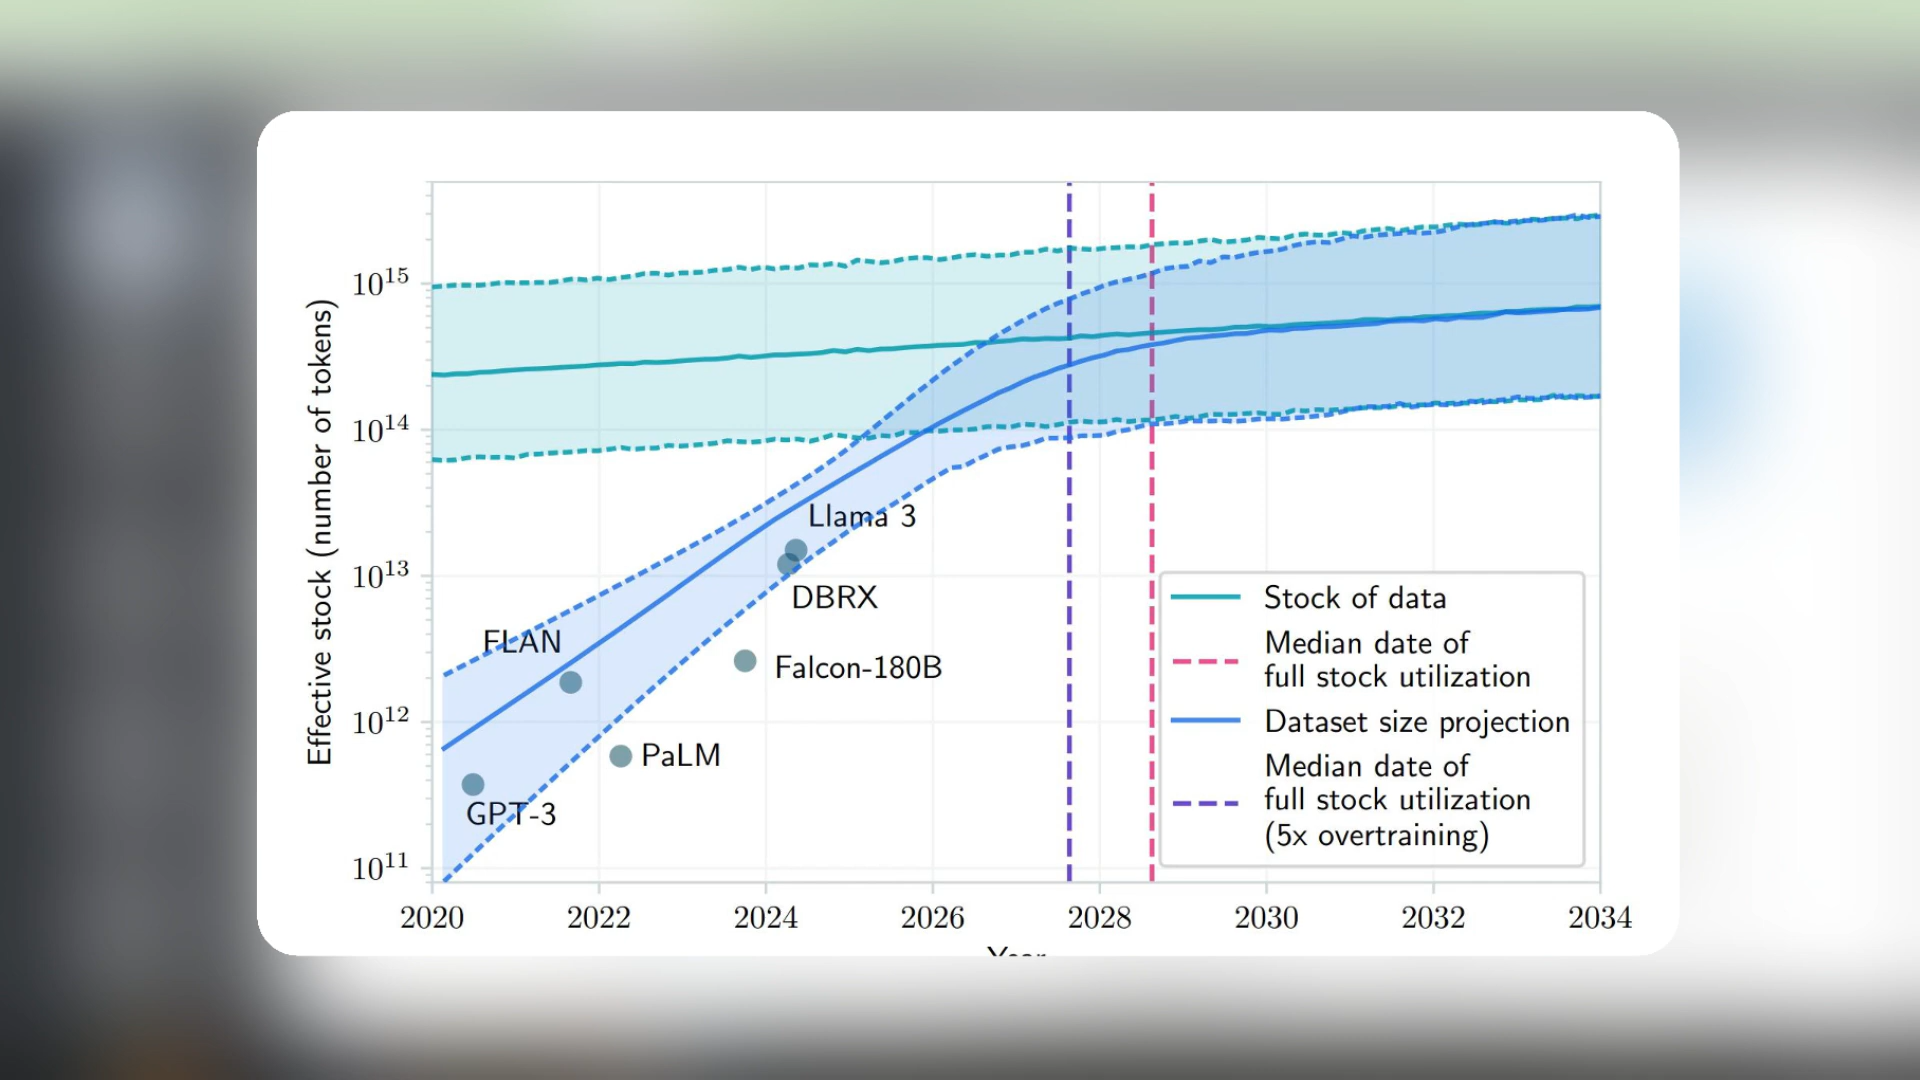 Effective stock (number of tokens)
10^15
10^14
10^13
10^12
10^11
Llama 3
DBRX
FLAN
Falcon-180B
PaLM
GPT-3
Stock of data
Median date of
full stock utilization
Dataset size projection
Median date of
full stock utilization
(5x overtraining)
2020 2022 2024 2026 2028 2030 2032 2034
Year